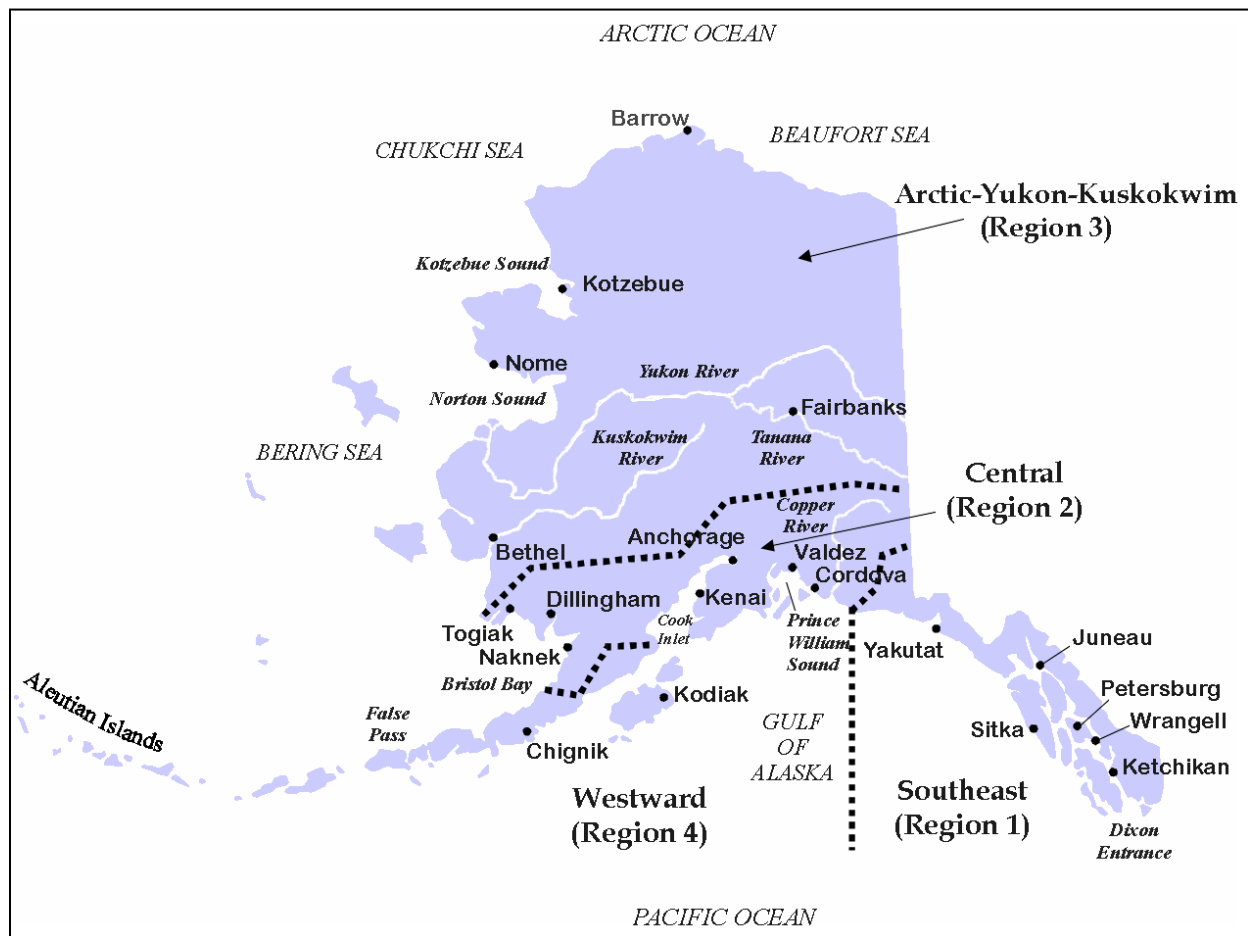 ARCTIC OCEAN
Barrow
BEAUFORT SEA
CHUKCHI SEA
Arctic-Yukon-Kuskokwim
(Region 3)
Kotzebue Sound
Kotzebue
Nome
Yukon River
Norton Sound
Fairbanks
Kuskokwim
River
Tanana
River
BERING SEA
Central
(Region 2)
Copper
River
Anchorage
Bethel
Valdez
Cordova
Dillingham
Kenai
Togiak
Cook
Inlet
Prince
William
Sound
Naknek
Yakutat
Juneau
Bristol Bay
Kodiak
Petersburg
Aleutian Islands
False
Pass
Chignik
GULF
OF
ALASKA
Sitka
Wrangell
Ketchikan
Westward
(Region 4)
Southeast
(Region 1)
Dixon
Entrance
PACIFIC OCEAN